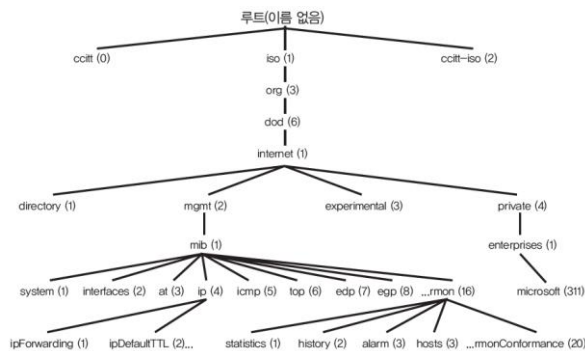 루트(이름 없음)
ccitt (0) iso (1) ccitt-iso (2)
org (3)
dod (6)
internet (1)
directory (1) mgmt (2) experimental (3) private (4)
mib (1) enterprises (1)
system (1) interfaces (2) at (3) ip (4) icmp (5) top (6) edp (7) egp (8) ...rmon (16) microsoft (311)
ipForwarding (1) ipDefaultTTL (2)... statistics (1) history (2) alarm (3) hosts (3) ...rmonConformance (20)